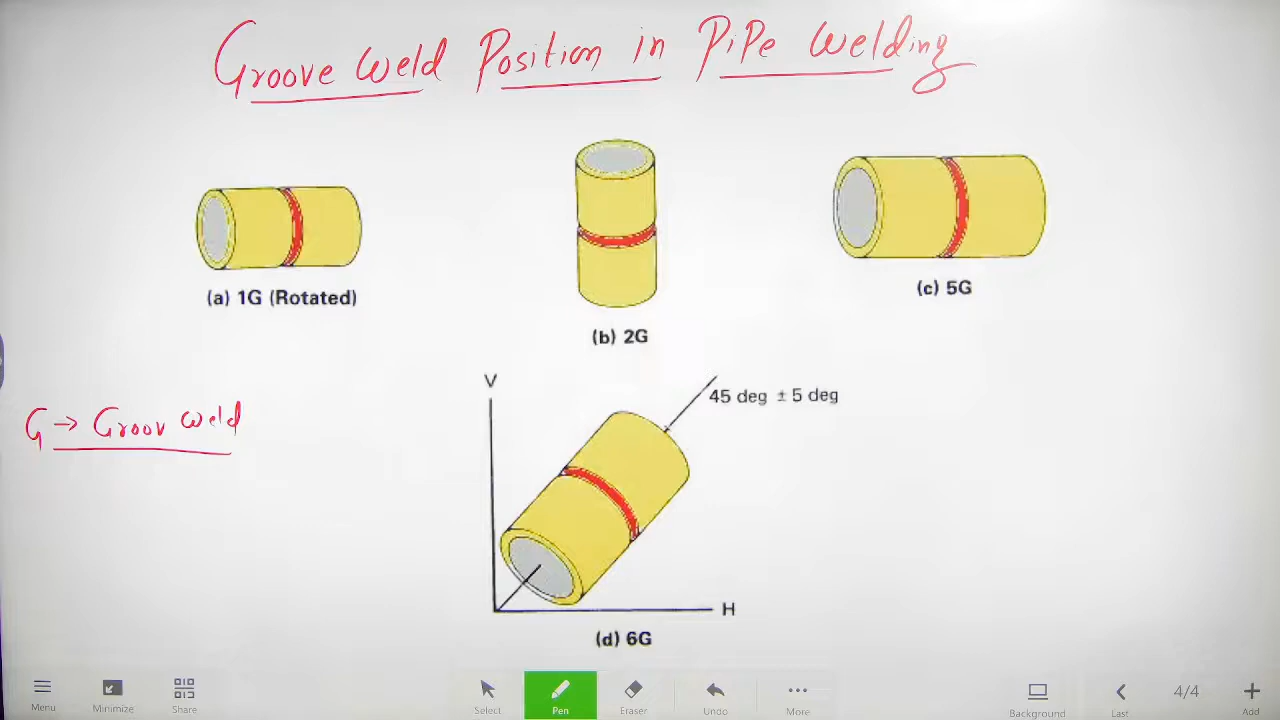 Groove Weld Position in PiPe Welding
(a) 1G (Rotated)
(b) 2G
(c) 5G
G → Groov weld
V
45 deg ± 5 deg
H
(d) 6G
Menu
Minimize
Share
Select
Pen
Eraser
Undo
More
Background
Last
4/4
Add